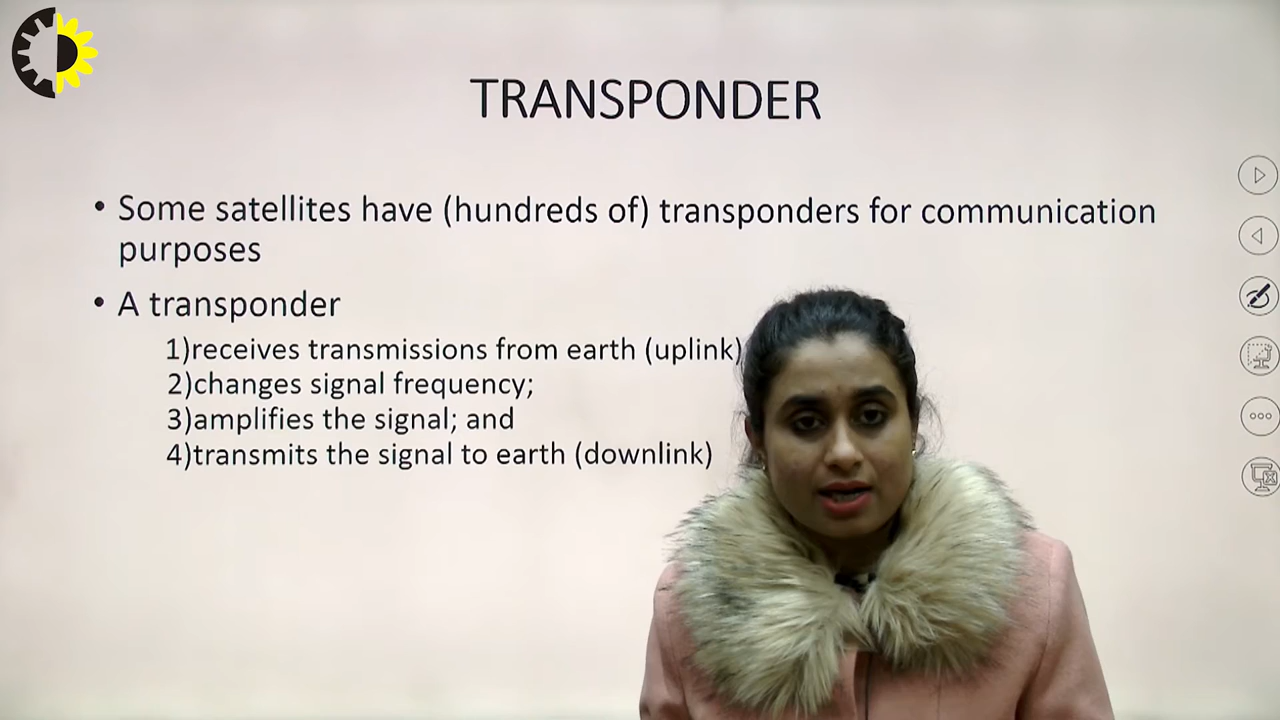 TRANSPONDER
• Some satellites have (hundreds of) transponders for communication
purposes
• A transponder
1)receives transmissions from earth (uplink)
2)changes signal frequency;
3)amplifies the signal; and
4)transmits the signal to earth (downlink)